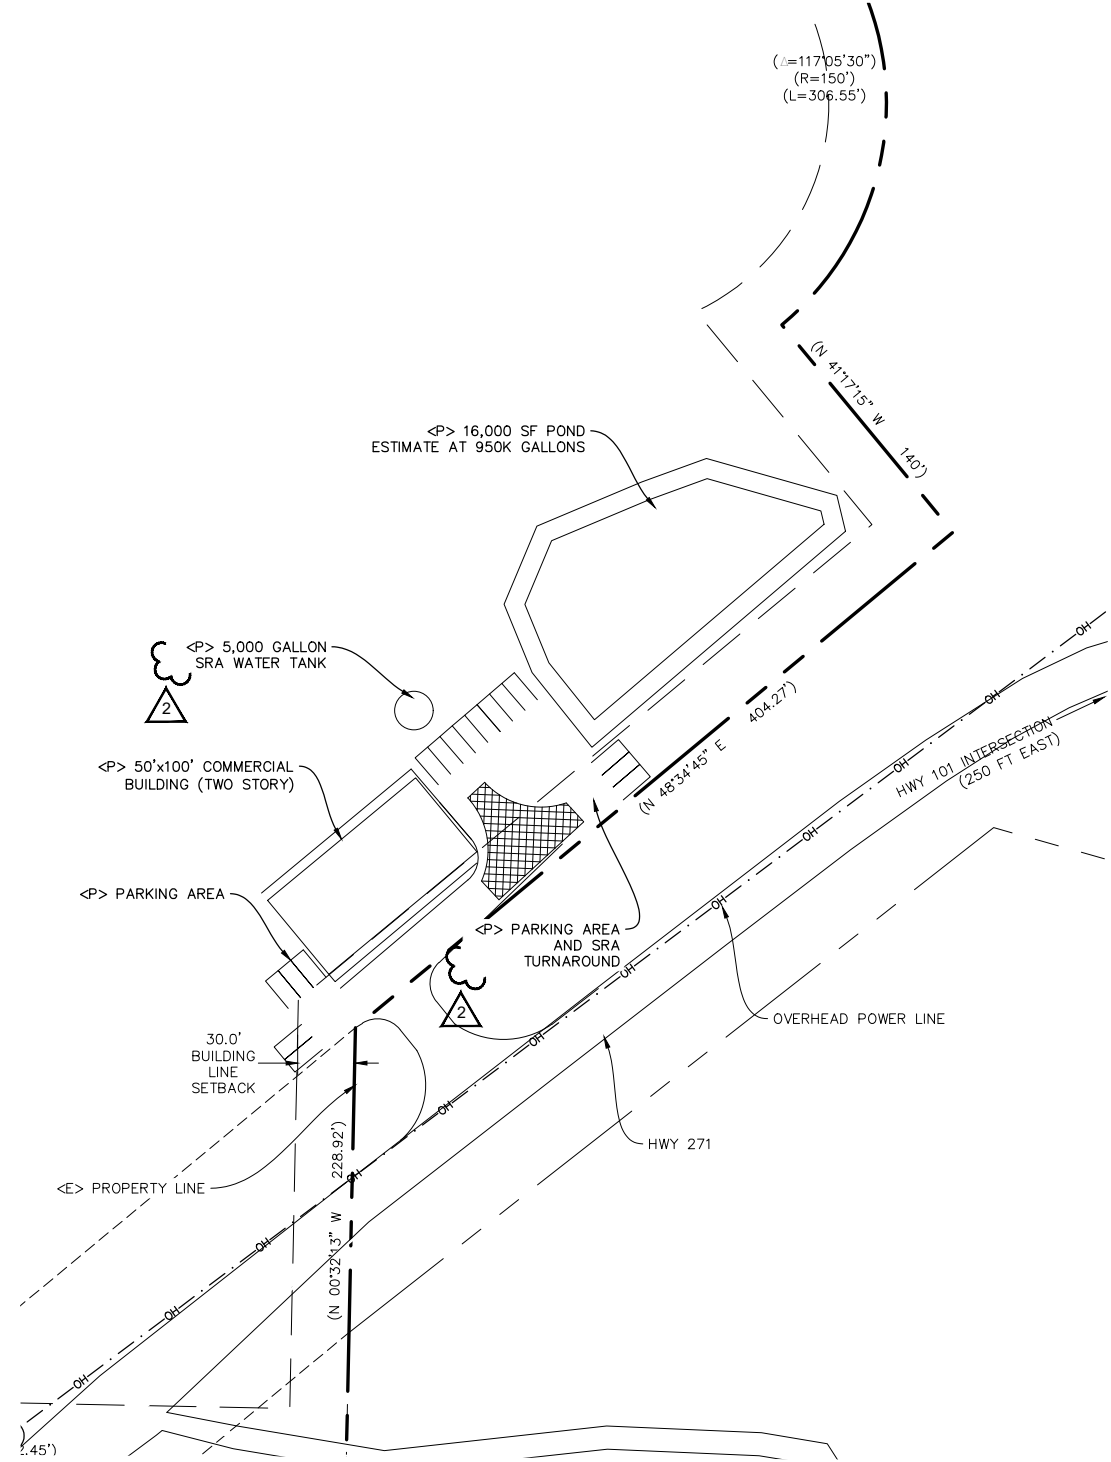 (Δ=117°05'30")
(R=150')
(L=306.55')
(N 41°17'15" W 140')
<P> 16,000 SF POND
ESTIMATE AT 950K GALLONS
<P> 5,000 GALLON
SRA WATER TANK
2
(N 48°34'45" E 404.27')
HWY 101 INTERSECTION
(250 FT EAST)
<P> 50'x100' COMMERCIAL
BUILDING (TWO STORY)
<P> PARKING AREA
<P> PARKING AREA
AND SRA
TURNAROUND
2
OVERHEAD POWER LINE
30.0'
BUILDING
LINE
SETBACK
HWY 271
<E> PROPERTY LINE
(N 00°32'13" W 228.92')
OH
OH
OH
OH
OH
OH
OH
OH
OH
OH
OH
OH
.45')